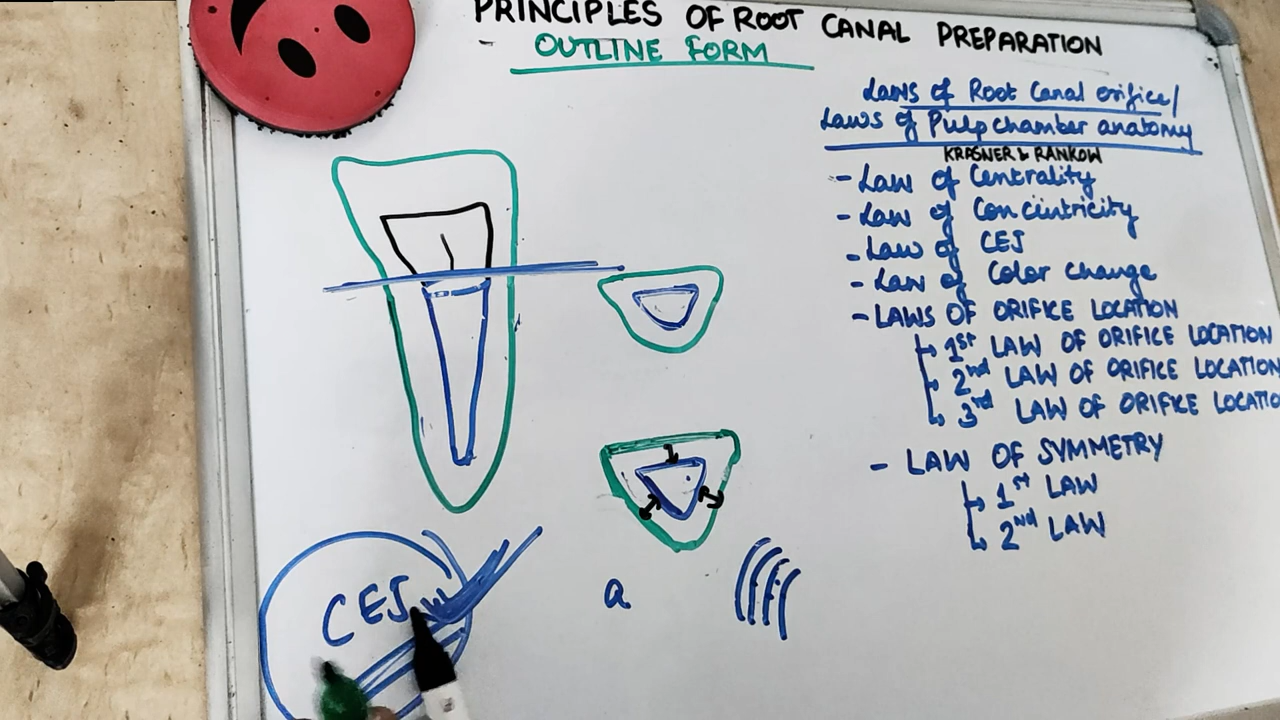 PRINCIPLES OF ROOT CANAL PREPARATION
- OUTLINE FORM
Laws of Root Canal orifice/
Laws of Pulp chamber anatomy
KRASNER & RANKOW
- Law of Centrality
- Law of Concentricity
- Law of CEJ
- Law of Color Change
- LAWS OF ORIFICE LOCATION
1st LAW OF ORIFICE LOCATION
2nd LAW OF ORIFICE LOCATION
3rd LAW OF ORIFICE LOCATIO
- LAW OF SYMMETRY
1st LAW
2nd LAW
CEJ
a